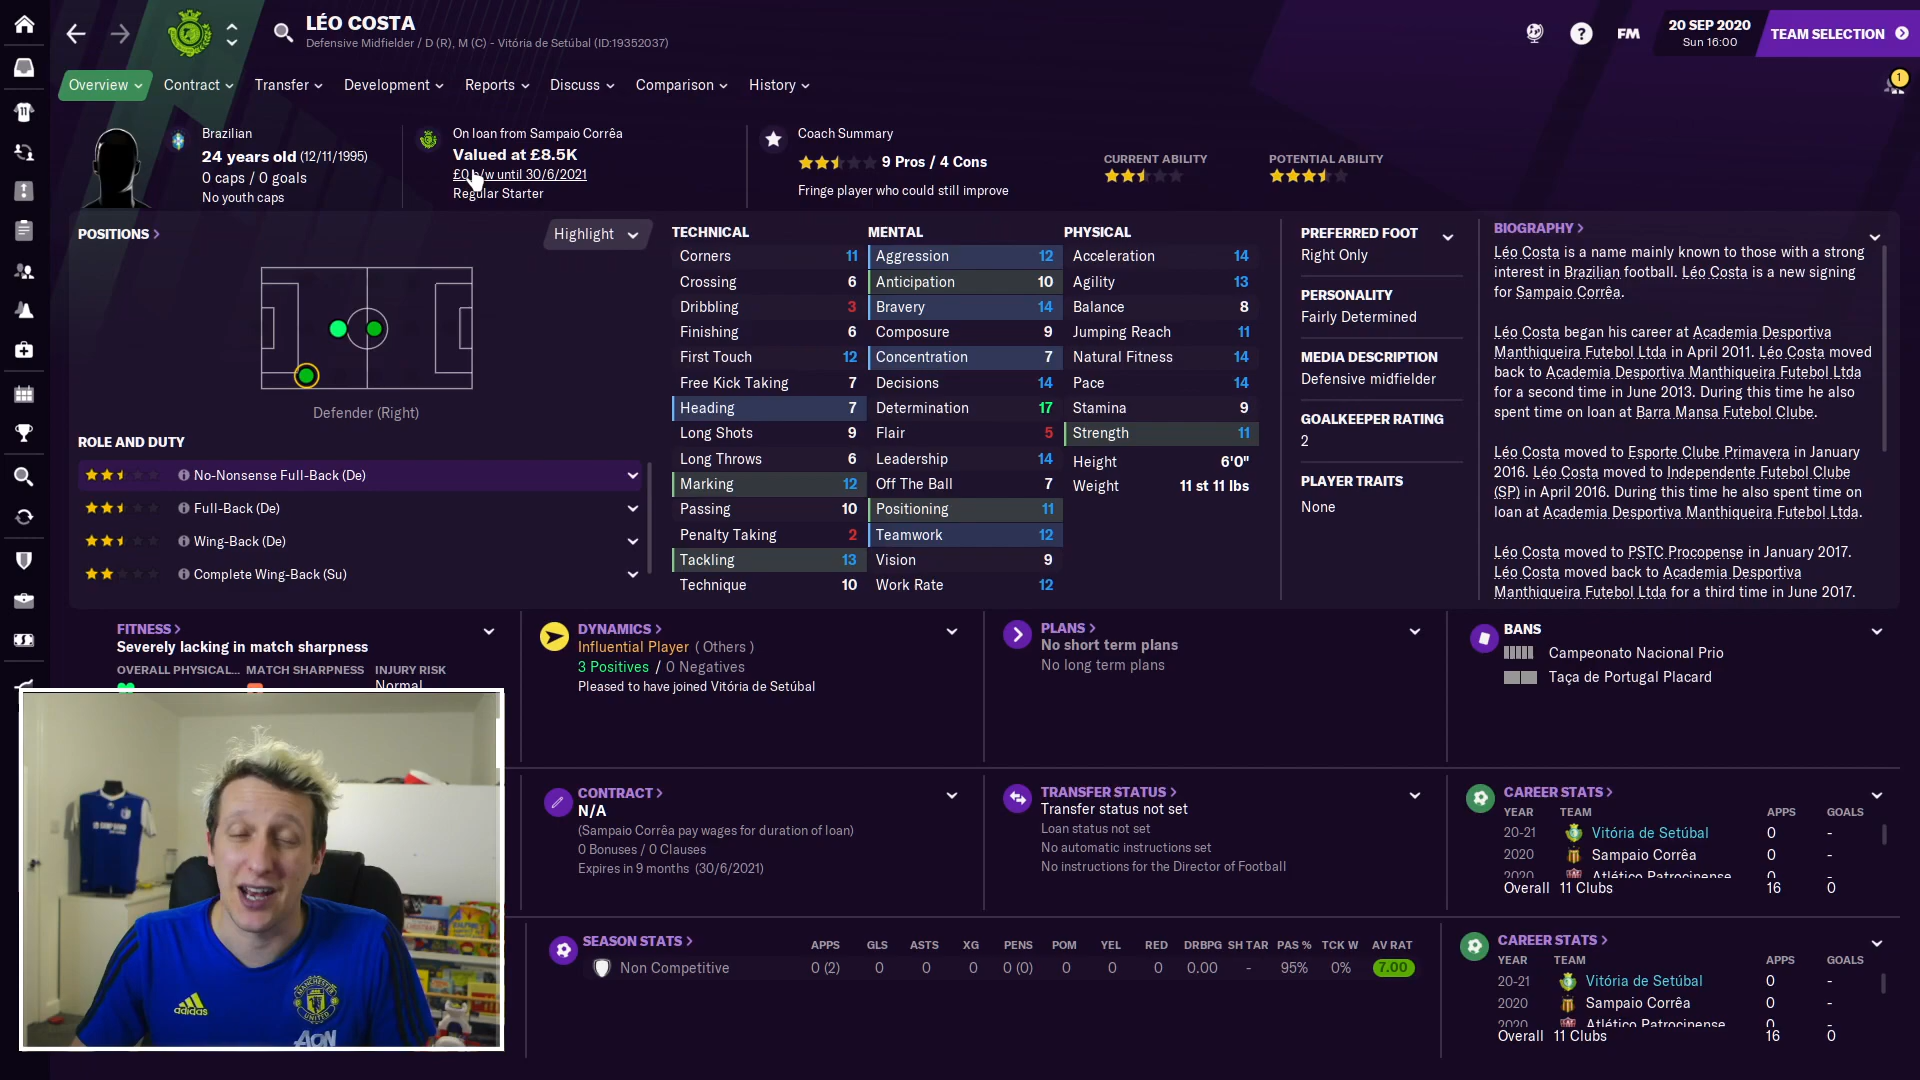 LÉO COSTA
Defensive Midfielder / D (R), M (C) - Vitória de Setúbal (ID:19352037)
FM
20 SEP 2020
Sun 16:00
TEAM SELECTION
Overview
Contract
Transfer
Development
Reports
Discuss
Comparison
History
1
Brazilian
24 years old (12/11/1995)
0 caps / 0 goals
No youth caps
On loan from Sampaio Corrêa
Valued at £8.5K
£0 p/w until 30/6/2021
Regular Starter
Coach Summary
9 Pros / 4 Cons
Fringe player who could still improve
CURRENT ABILITY
POTENTIAL ABILITY
POSITIONS >
Highlight
Defender (Right)
ROLE AND DUTY
No-Nonsense Full-Back (De)
Full-Back (De)
Wing-Back (De)
Complete Wing-Back (Su)
TECHNICAL
Corners 11
Crossing 6
Dribbling 3
Finishing 6
First Touch 12
Free Kick Taking 7
Heading 7
Long Shots 9
Long Throws 6
Marking 12
Passing 10
Penalty Taking 2
Tackling 13
Technique 10
MENTAL
Aggression 12
Anticipation 10
Bravery 14
Composure 9
Concentration 7
Decisions 14
Determination 17
Flair 5
Leadership 14
Off The Ball 7
Positioning 11
Teamwork 12
Vision 9
Work Rate 12
PHYSICAL
Acceleration 14
Agility 13
Balance 8
Jumping Reach 11
Natural Fitness 14
Pace 14
Stamina 9
Strength 11
Height 6'0"
Weight 11 st 11 lbs
PREFERRED FOOT
Right Only
PERSONALITY
Fairly Determined
MEDIA DESCRIPTION
Defensive midfielder
GOALKEEPER RATING
2
PLAYER TRAITS
None
BIOGRAPHY >
Léo Costa is a name mainly known to those with a strong
interest in Brazilian football. Léo Costa is a new signing
for Sampaio Corrêa.
Léo Costa began his career at Academia Desportiva
Manthiqueira Futebol Ltda in April 2011. Léo Costa moved
back to Academia Desportiva Manthiqueira Futebol Ltda
for a second time in June 2013. During this time he also
spent time on loan at Barra Mansa Futebol Clube.
Léo Costa moved to Esporte Clube Primavera in January
2016. Léo Costa moved to Independente Futebol Clube
(SP) in April 2016. During this time he also spent time on
loan at Academia Desportiva Manthiqueira Futebol Ltda.
Léo Costa moved to PSTC Procopense in January 2017.
Léo Costa moved back to Academia Desportiva
Manthiqueira Futebol Ltda for a third time in June 2017.
FITNESS >
Severely lacking in match sharpness
OVERALL PHYSICAL... MATCH SHARPNESS INJURY RISK
Normal
DYNAMICS >
Influential Player ( Others )
3 Positives / 0 Negatives
Pleased to have joined Vitória de Setúbal
PLANS >
No short term plans
No long term plans
BANS
Campeonato Nacional Prio
Taça de Portugal Placard
CONTRACT >
N/A
(Sampaio Corrêa pay wages for duration of loan)
0 Bonuses / 0 Clauses
Expires in 9 months (30/6/2021)
TRANSFER STATUS >
Transfer status not set
Loan status not set
No automatic instructions set
No instructions for the Director of Football
CAREER STATS >
YEAR TEAM APPS GOALS
20-21 Vitória de Setúbal 0 -
2020 Sampaio Corrêa 0 -
2020 Atlético Patrocinense 0 -
Overall 11 Clubs 16 0
SEASON STATS >
APPS GLS ASTS XG PENS POM YEL RED DRBPG SH TAR PAS % TCK W AV RAT
Non Competitive 0 (2) 0 0 0 0 (0) 0 0 0 0.00 - 95% 0% 7.00
CAREER STATS >
YEAR TEAM APPS GOALS
20-21 Vitória de Setúbal 0 -
2020 Sampaio Corrêa 0 -
2020 Atlético Patrocinense 0 -
Overall 11 Clubs 16 0
adidas
MANCHESTER
UNITED
AON